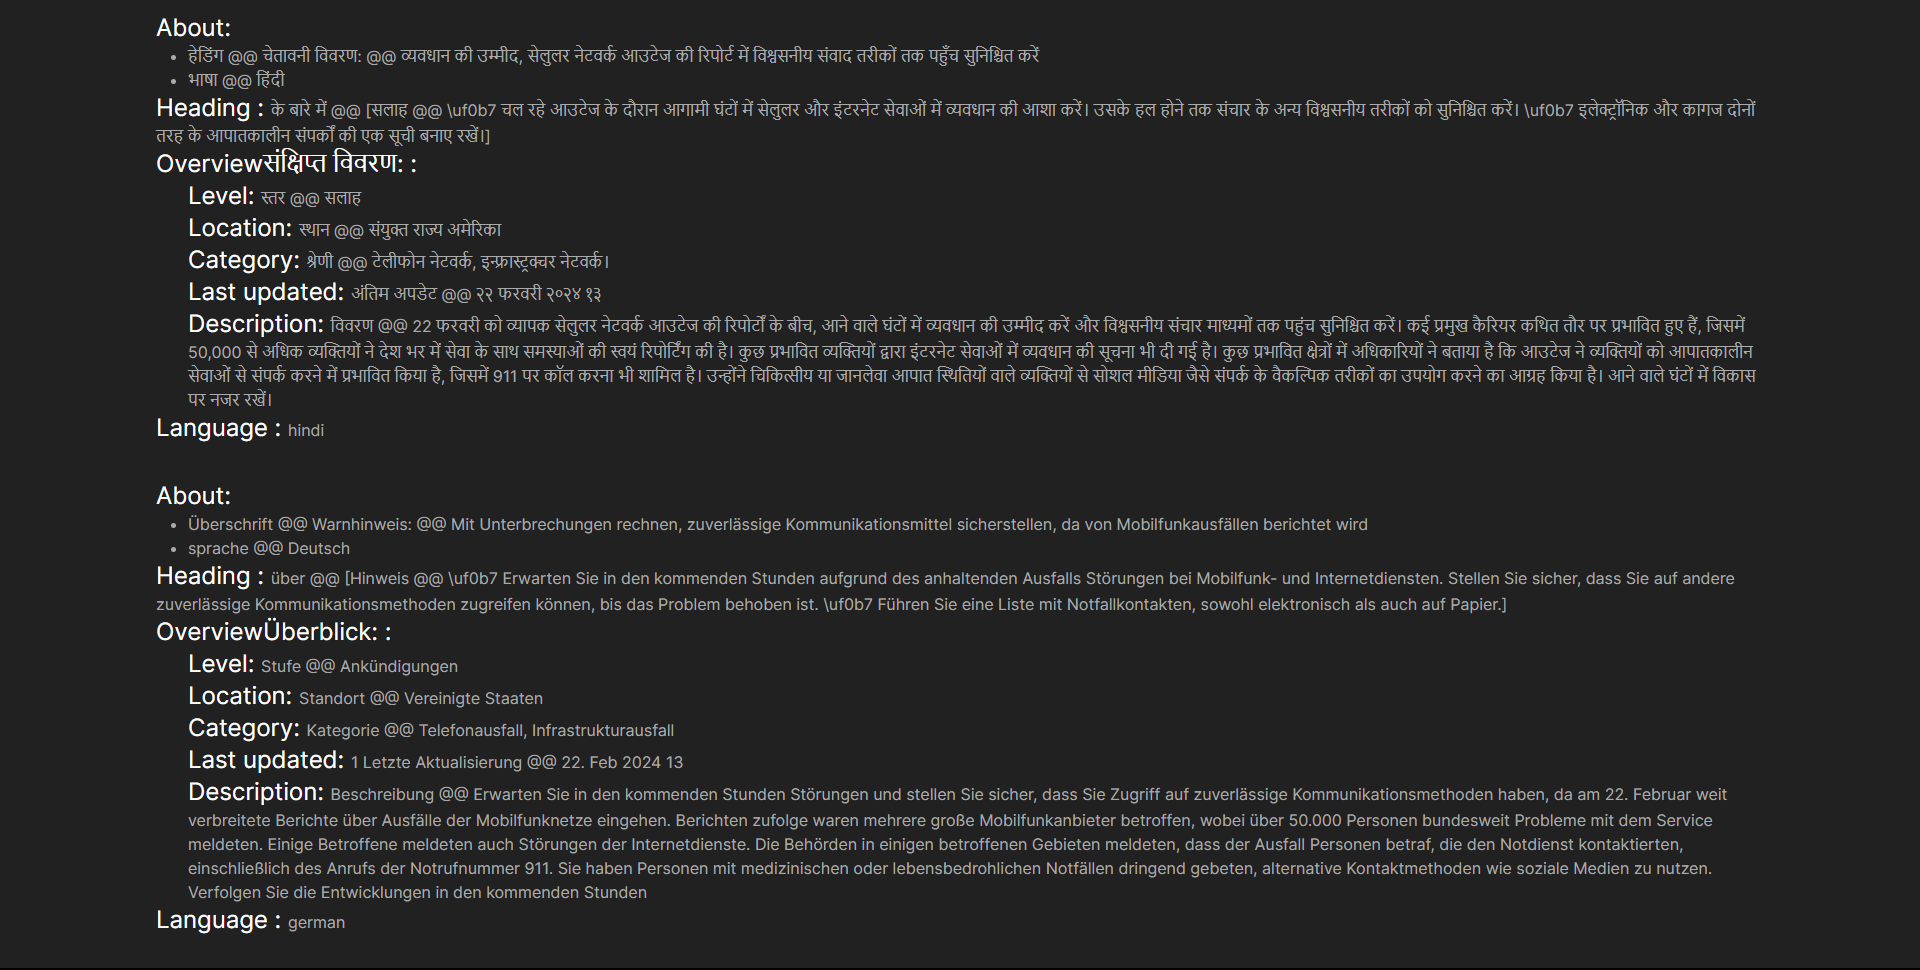 About:
• हेडिंग @@ चेतावनी विवरण: @@ व्यवधान की उम्मीद, सेलुलर नेटवर्क आउटेज की रिपोर्ट में विश्वसनीय संवाद तरीकों तक पहुँच सुनिश्चित करें
• भाषा @@ हिंदी
Heading : के बारे में @@ [सलाह @@ \uf0b7 चल रहे आउटेज के दौरान आगामी घंटों में सेलुलर और इंटरनेट सेवाओं में व्यवधान की आशा करें। उसके हल होने तक संचार के अन्य विश्वसनीय तरीकों को सुनिश्चित करें। \uf0b7 इलेक्ट्रॉनिक और कागज दोनों
तरह के आपातकालीन संपर्कों की एक सूची बनाए रखें।]
Overviewसंक्षिप्त विवरण: :
Level: स्तर @@ सलाह
Location: स्थान @@ संयुक्त राज्य अमेरिका
Category: श्रेणी @@ टेलीफोन नेटवर्क, इन्फ्रास्ट्रक्चर नेटवर्क।
Last updated: अंतिम अपडेट @@ २२ फरवरी २०२४ १३
Description: विवरण @@ 22 फरवरी को व्यापक सेलुलर नेटवर्क आउटेज की रिपोर्टों के बीच, आने वाले घंटों में व्यवधान की उम्मीद करें और विश्वसनीय संचार माध्यमों तक पहुंच सुनिश्चित करें। कई प्रमुख कैरियर कथित तौर पर प्रभावित हुए हैं, जिसमें
50,000 से अधिक व्यक्तियों ने देश भर में सेवा के साथ समस्याओं की स्वयं रिपोर्टिंग की है। कुछ प्रभावित व्यक्तियों द्वारा इंटरनेट सेवाओं में व्यवधान की सूचना भी दी गई है। कुछ प्रभावित क्षेत्रों में अधिकारियों ने बताया है कि आउटेज ने व्यक्तियों को आपातकालीन
सेवाओं से संपर्क करने में प्रभावित किया है, जिसमें 911 पर कॉल करना भी शामिल है। उन्होंने चिकित्सीय या जानलेवा आपात स्थितियों वाले व्यक्तियों से सोशल मीडिया जैसे संपर्क के वैकल्पिक तरीकों का उपयोग करने का आग्रह किया है। आने वाले घंटों में विकास
पर नजर रखें।
Language : hindi
About:
• Überschrift @@ Warnhinweis: @@ Mit Unterbrechungen rechnen, zuverlässige Kommunikationsmittel sicherstellen, da von Mobilfunkausfällen berichtet wird
• sprache @@ Deutsch
Heading : über @@ [Hinweis @@ \uf0b7 Erwarten Sie in den kommenden Stunden aufgrund des anhaltenden Ausfalls Störungen bei Mobilfunk- und Internetdiensten. Stellen Sie sicher, dass Sie auf andere
zuverlässige Kommunikationsmethoden zugreifen können, bis das Problem behoben ist. \uf0b7 Führen Sie eine Liste mit Notfallkontakten, sowohl elektronisch als auch auf Papier.]
OverviewÜberblick: :
Level: Stufe @@ Ankündigungen
Location: Standort @@ Vereinigte Staaten
Category: Kategorie @@ Telefonausfall, Infrastrukturausfall
Last updated: 1 Letzte Aktualisierung @@ 22. Feb 2024 13
Description: Beschreibung @@ Erwarten Sie in den kommenden Stunden Störungen und stellen Sie sicher, dass Sie Zugriff auf zuverlässige Kommunikationsmethoden haben, da am 22. Februar weit
verbreitete Berichte über Ausfälle der Mobilfunknetze eingehen. Berichten zufolge waren mehrere große Mobilfunkanbieter betroffen, wobei über 50.000 Personen bundesweit Probleme mit dem Service
meldeten. Einige Betroffene meldeten auch Störungen der Internetdienste. Die Behörden in einigen betroffenen Gebieten meldeten, dass der Ausfall Personen betraf, die den Notdienst kontaktierten,
einschließlich des Anrufs der Notrufnummer 911. Sie haben Personen mit medizinischen oder lebensbedrohlichen Notfällen dringend gebeten, alternative Kontaktmethoden wie soziale Medien zu nutzen.
Verfolgen Sie die Entwicklungen in den kommenden Stunden
Language : german